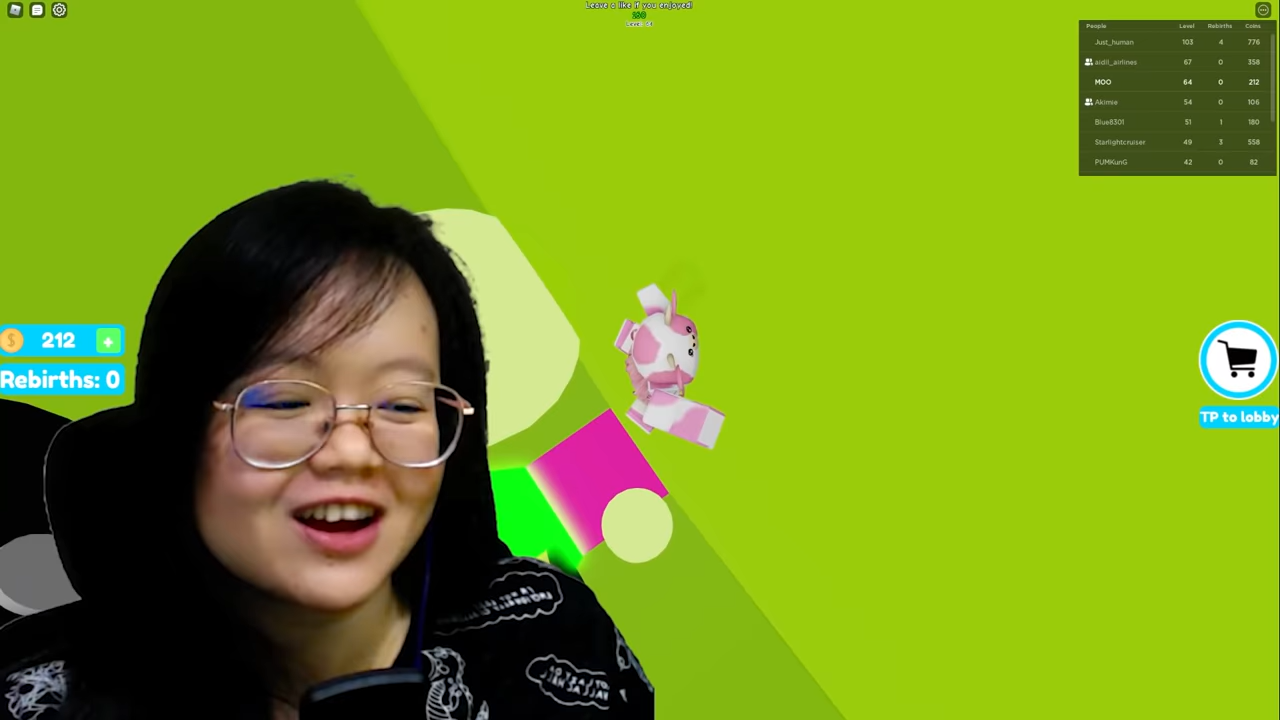 Leave a like if you enjoyed!
People Level Rebirths Coins
Just_human 103 4 776
aidil_airlines 67 0 358
MOO 64 0 212
Akimie 54 0 106
Blue8301 51 1 180
Starlightcruiser 49 3 558
PUMKunG 42 0 82
212 +
Rebirths: 0
TP to lobby